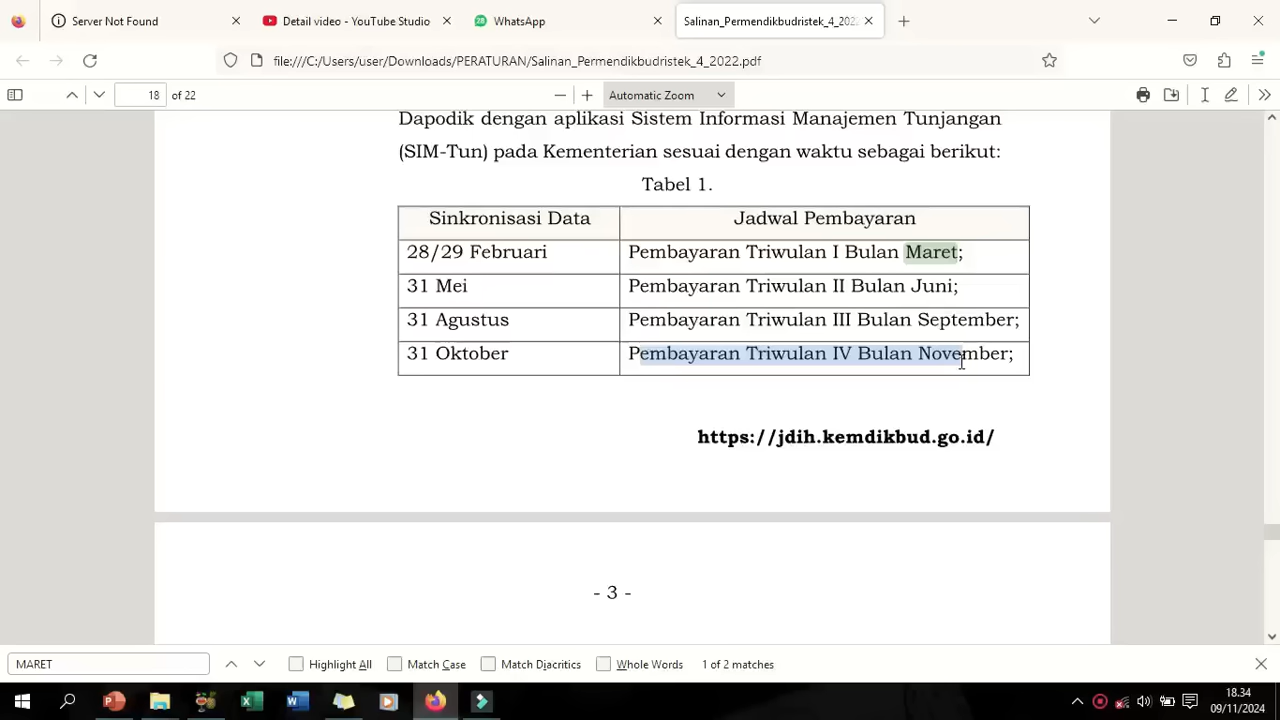 Server Not Found
Detail video - YouTube Studio
WhatsApp
Salinan_Permendikbudristek_4_202
file:///C:/Users/user/Downloads/PERATURAN/Salinan_Permendikbudristek_4_2022.pdf
18 of 22
Automatic Zoom
Dapodik dengan aplikasi Sistem Informasi Manajemen Tunjangan
(SIM-Tun) pada Kementerian sesuai dengan waktu sebagai berikut:
Tabel 1.
Sinkronisasi Data Jadwal Pembayaran
28/29 Februari Pembayaran Triwulan I Bulan Maret;
31 Mei Pembayaran Triwulan II Bulan Juni;
31 Agustus Pembayaran Triwulan III Bulan September;
31 Oktober Pembayaran Triwulan IV Bulan November;
https://jdih.kemdikbud.go.id/
- 3 -
MARET Highlight All Match Case Match Diacritics Whole Words 1 of 2 matches
18.34
09/11/2024